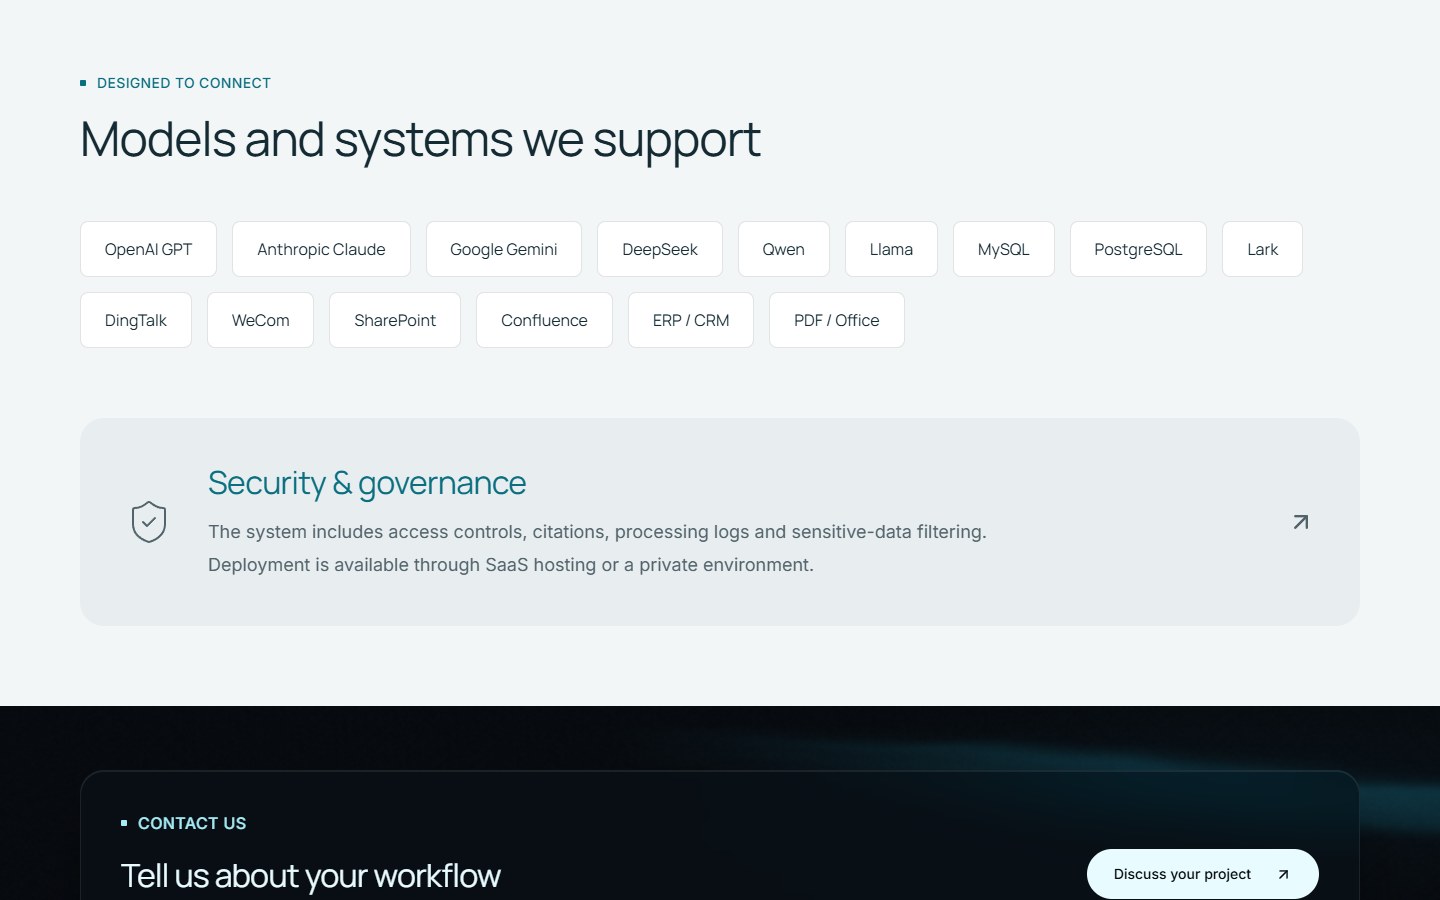 DESIGNED TO CONNECT
Models and systems we support
OpenAI GPT
Anthropic Claude
Google Gemini
DeepSeek
Qwen
Llama
MySQL
PostgreSQL
Lark
DingTalk
WeCom
SharePoint
Confluence
ERP / CRM
PDF / Office
Security & governance
The system includes access controls, citations, processing logs and sensitive-data filtering.
Deployment is available through SaaS hosting or a private environment.
CONTACT US
Tell us about your workflow
Discuss your project